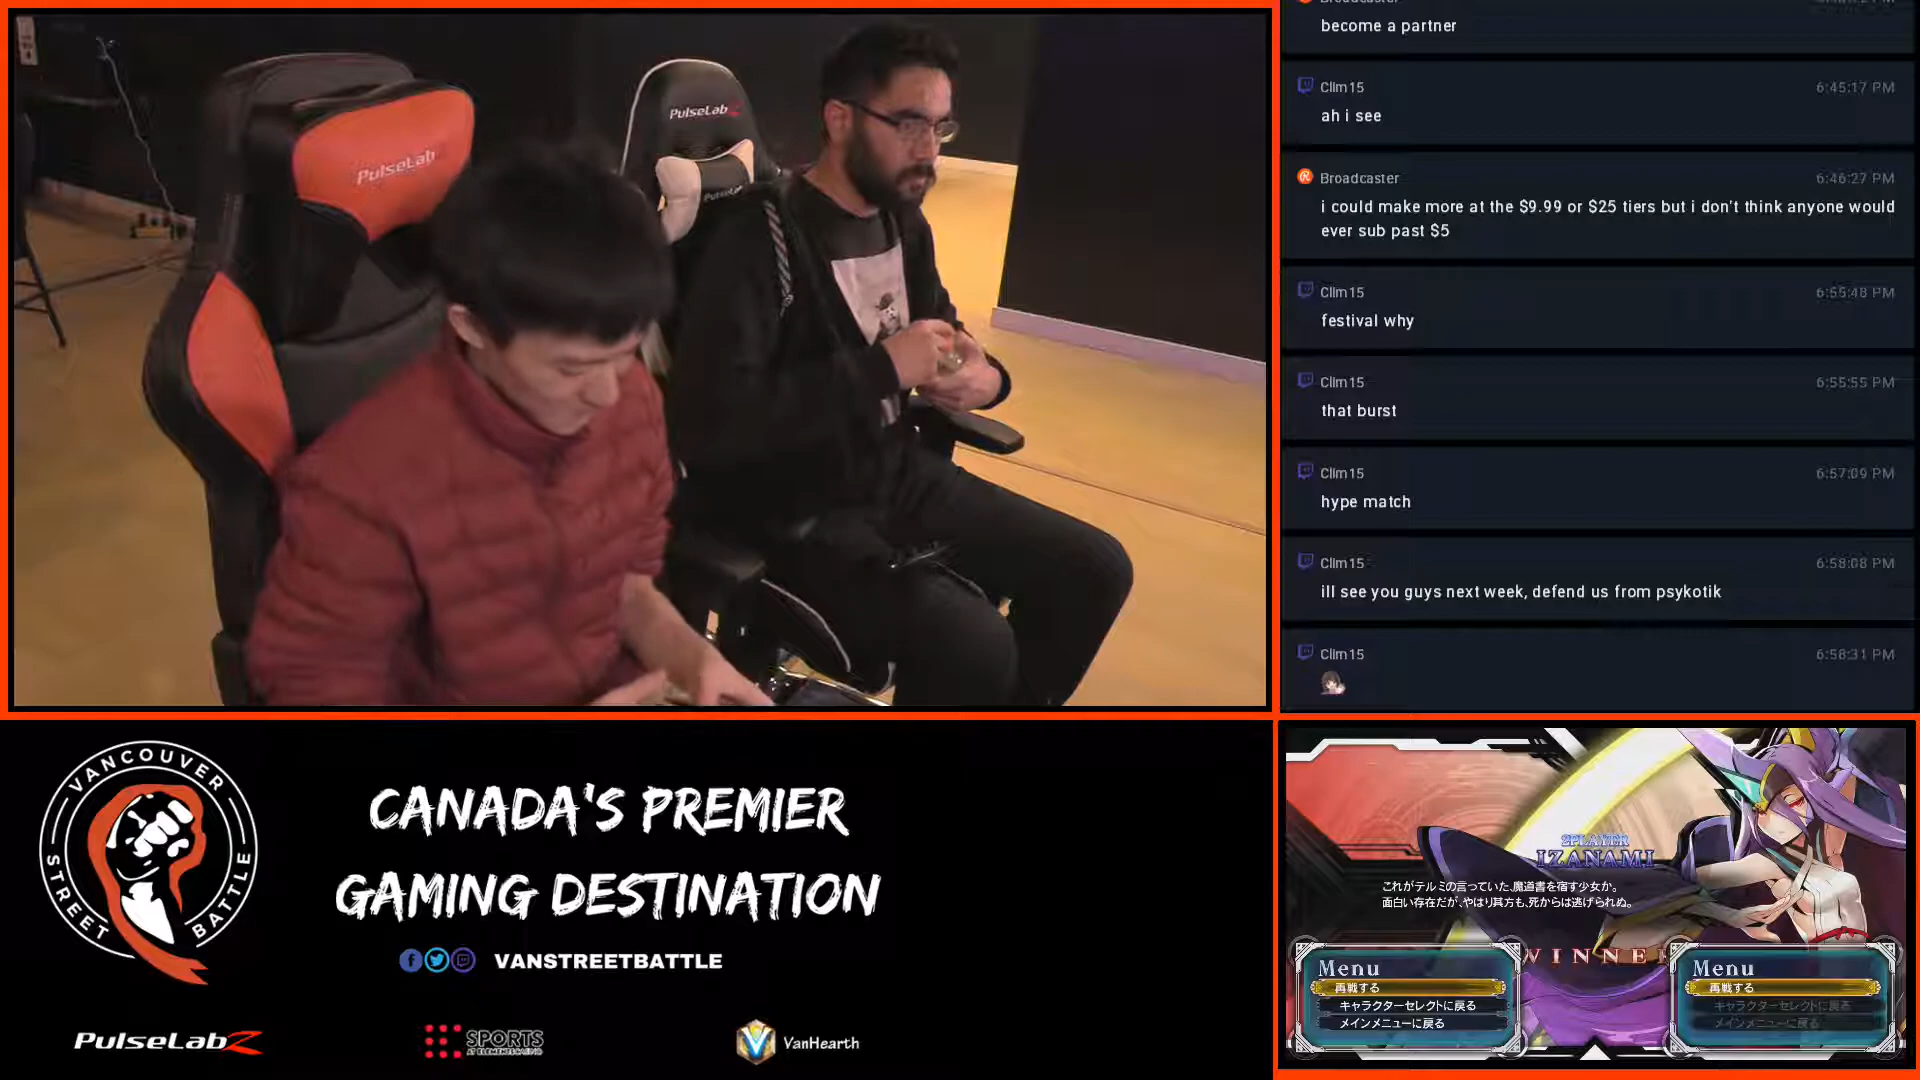 PulseLab
PulseLab
PulseLab
become a partner
Clim15 6:45:17 PM
ah i see
Broadcaster 6:46:27 PM
i could make more at the $9.99 or $25 tiers but i don't think anyone would
ever sub past $5
Clim15 6:55:48 PM
festival why
Clim15 6:55:55 PM
that burst
Clim15 6:57:09 PM
hype match
Clim15 6:58:08 PM
ill see you guys next week, defend us from psykotik
Clim15 6:58:31 PM
VANCOUVER
STREET BATTLE
CANADA'S PREMIER
GAMING DESTINATION
VANSTREETBATTLE
PulseLab
SPORTS
VanHearth
2PLAYER
IZANAMI
これがテルミの言っていた、魔道書を宿す少女か。
面白い存在だが、やはり其方も、死からは逃げられぬ。
WINNE
Menu
再戦する
キャラクターセレクトに戻る
メインメニューに戻る
Menu
再戦する
キャラクターセレクトに戻る
メインメニューに戻る